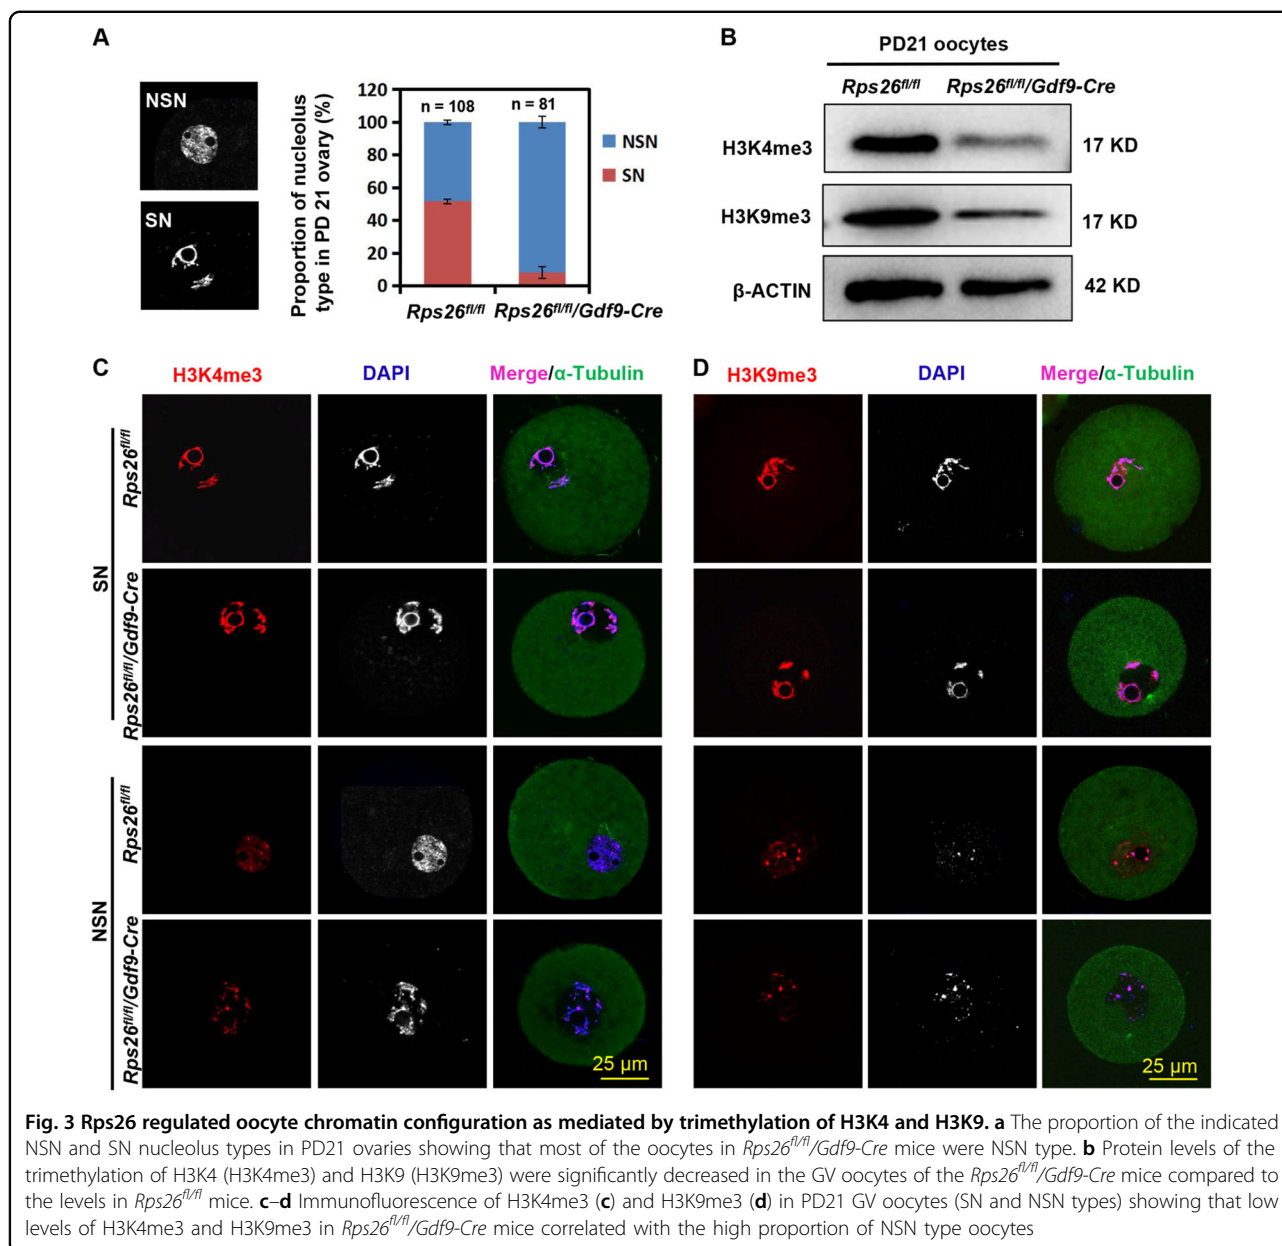 A
NSN
SN
Proportion of nucleolus
type in PD 21 ovary (%)
120
100
80
60
40
20
0
n = 108
n = 81
NSN
SN
Rps26fl/fl
Rps26fl/fl/Gdf9-Cre
B
PD21 oocytes
Rps26fl/fl
Rps26fl/fl/Gdf9-Cre
H3K4me3
17 KD
H3K9me3
17 KD
β-ACTIN
42 KD
C
H3K4me3
DAPI
Merge/α-Tubulin
D
H3K9me3
DAPI
Merge/α-Tubulin
SN
Rps26fl/fl
Rps26fl/fl/Gdf9-Cre
NSN
Rps26fl/fl
Rps26fl/fl/Gdf9-Cre
25 μm
25 μm
Fig. 3 Rps26 regulated oocyte chromatin configuration as mediated by trimethylation of H3K4 and H3K9. a The proportion of the indicated
NSN and SN nucleolus types in PD21 ovaries showing that most of the oocytes in Rps26fl/fl/Gdf9-Cre mice were NSN type. b Protein levels of the
trimethylation of H3K4 (H3K4me3) and H3K9 (H3K9me3) were significantly decreased in the GV oocytes of the Rps26fl/fl/Gdf9-Cre mice compared to
the levels in Rps26fl/fl mice. c–d Immunofluorescence of H3K4me3 (c) and H3K9me3 (d) in PD21 GV oocytes (SN and NSN types) showing that low
levels of H3K4me3 and H3K9me3 in Rps26fl/fl/Gdf9-Cre mice correlated with the high proportion of NSN type oocytes